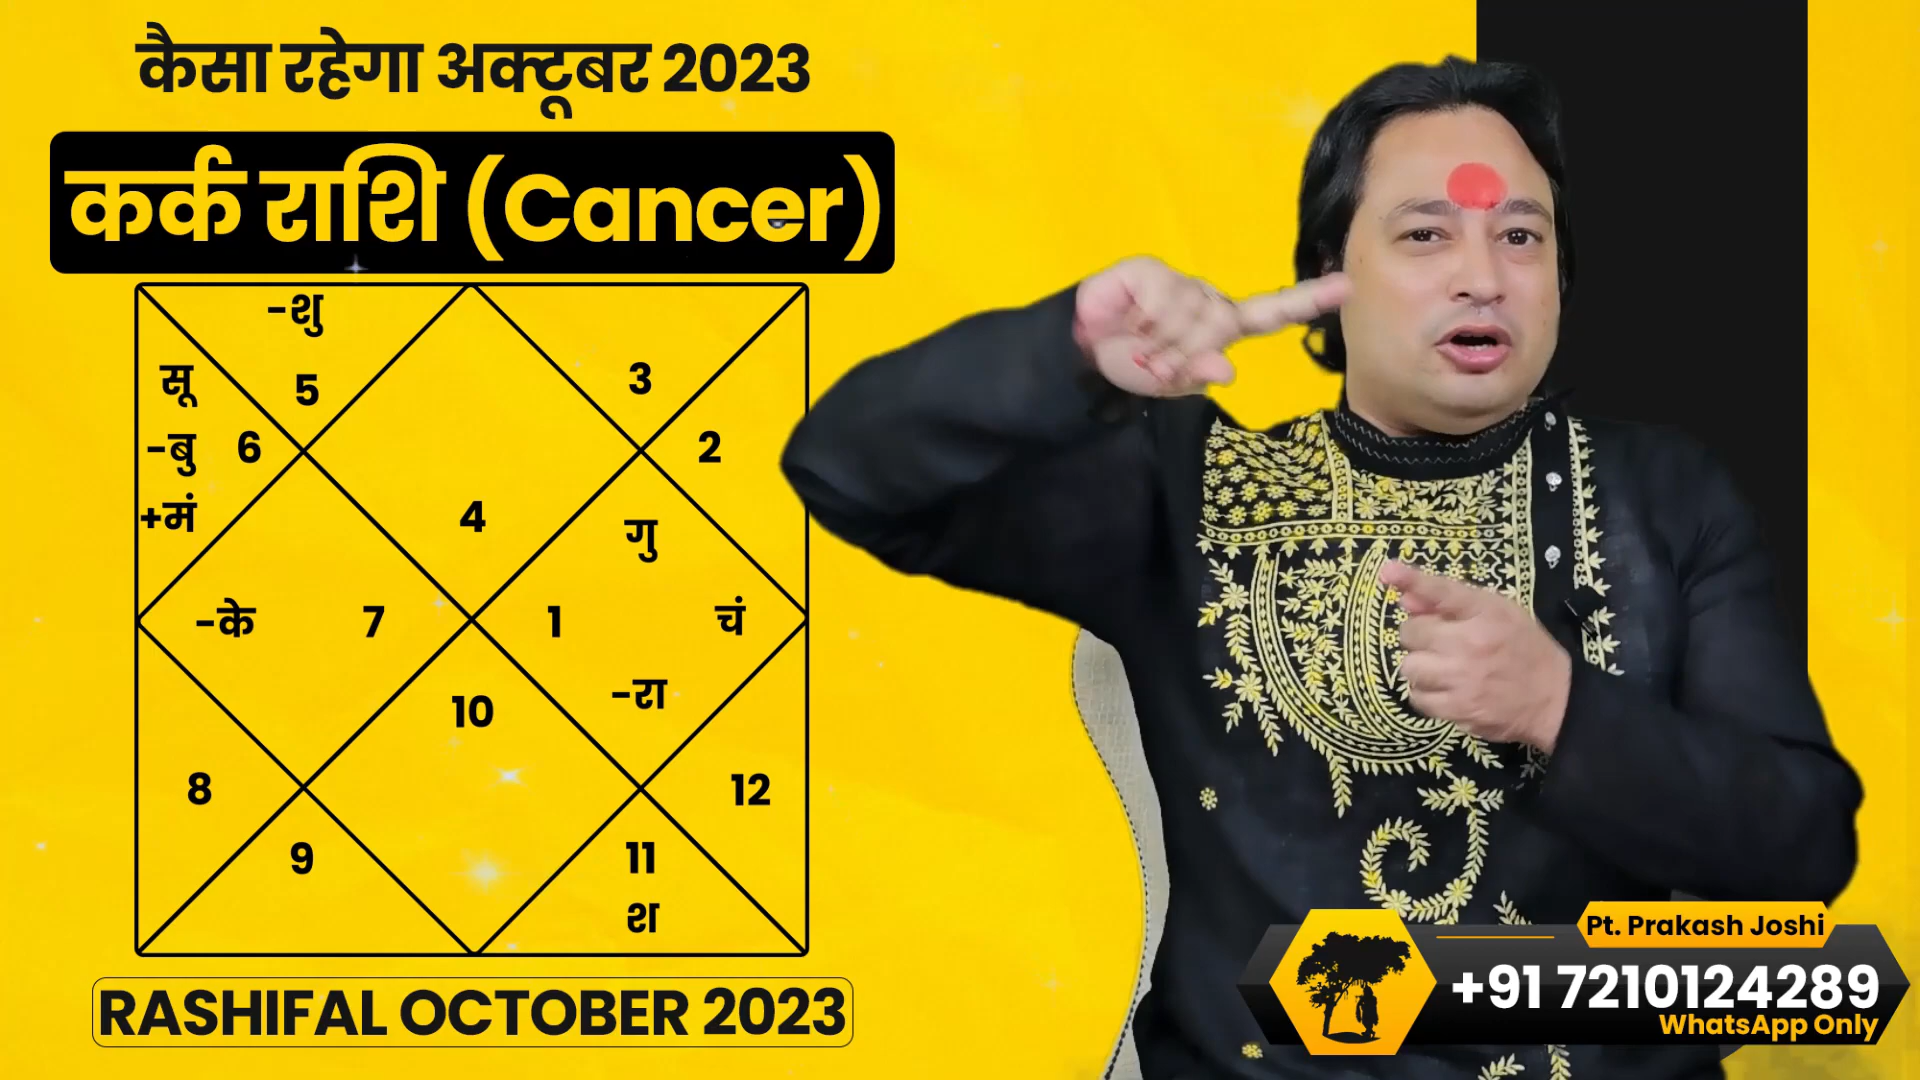 कैसा रहेगा अक्टूबर 2023
कर्क राशि (Cancer)
-शु
5
3
सू
-बु 6
+मं
2
4
गु
-के 7
1 चं
-रा
10
8
12
9
11
श
RASHIFAL OCTOBER 2023
Pt. Prakash Joshi
+91 7210124289
WhatsApp Only